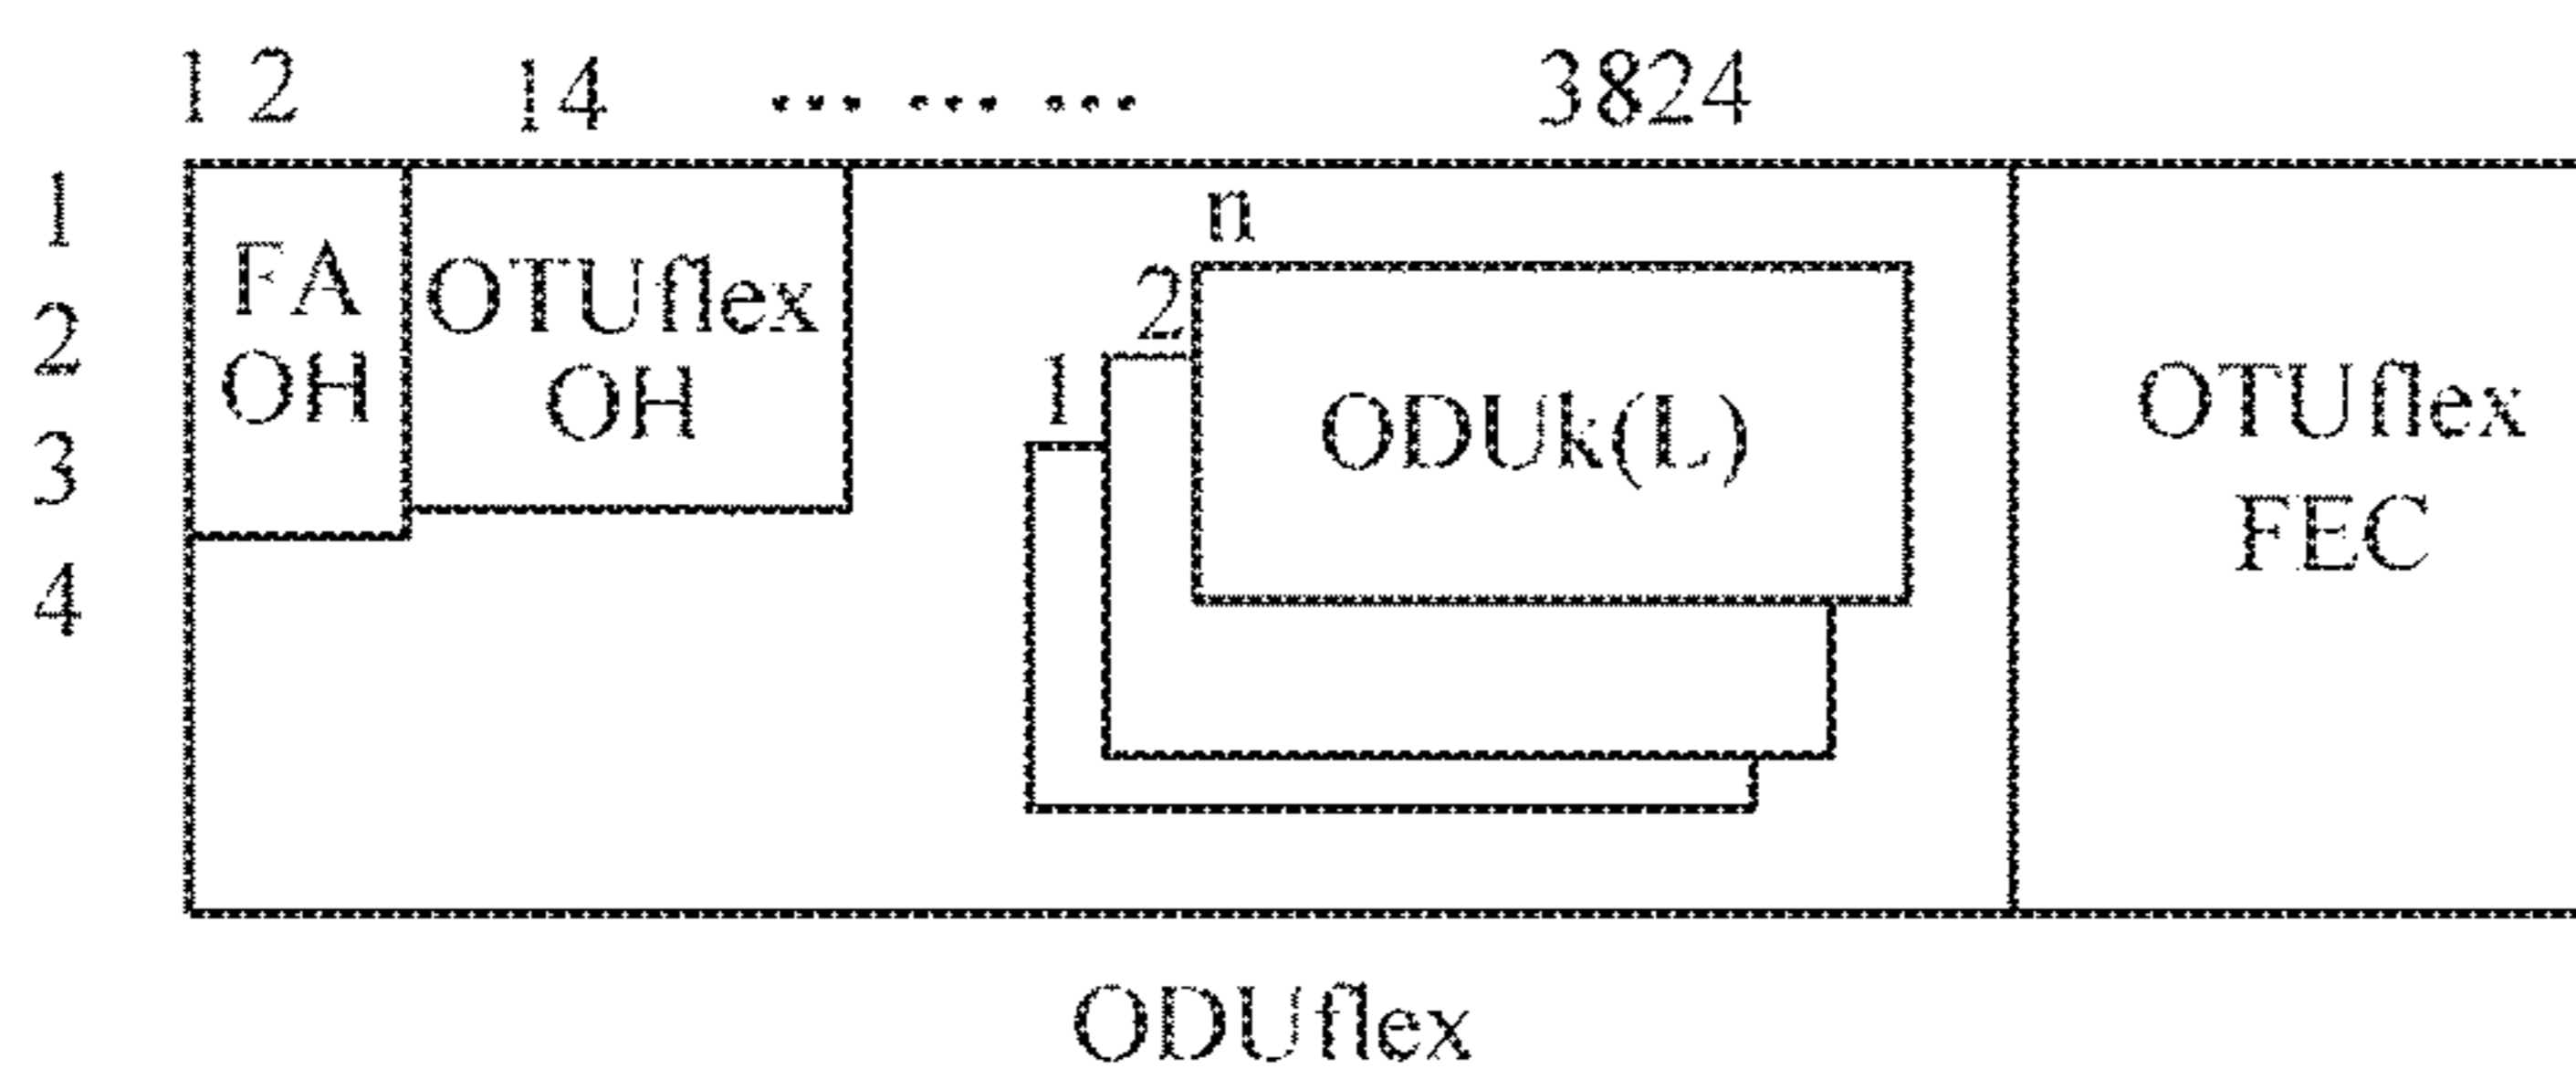 1 2 14 ... ... ... 3824
1
2
3
4
FA
OH
OTUflex
OH
1
2
n
ODUk(L)
OTUflex
FEC
ODUflex